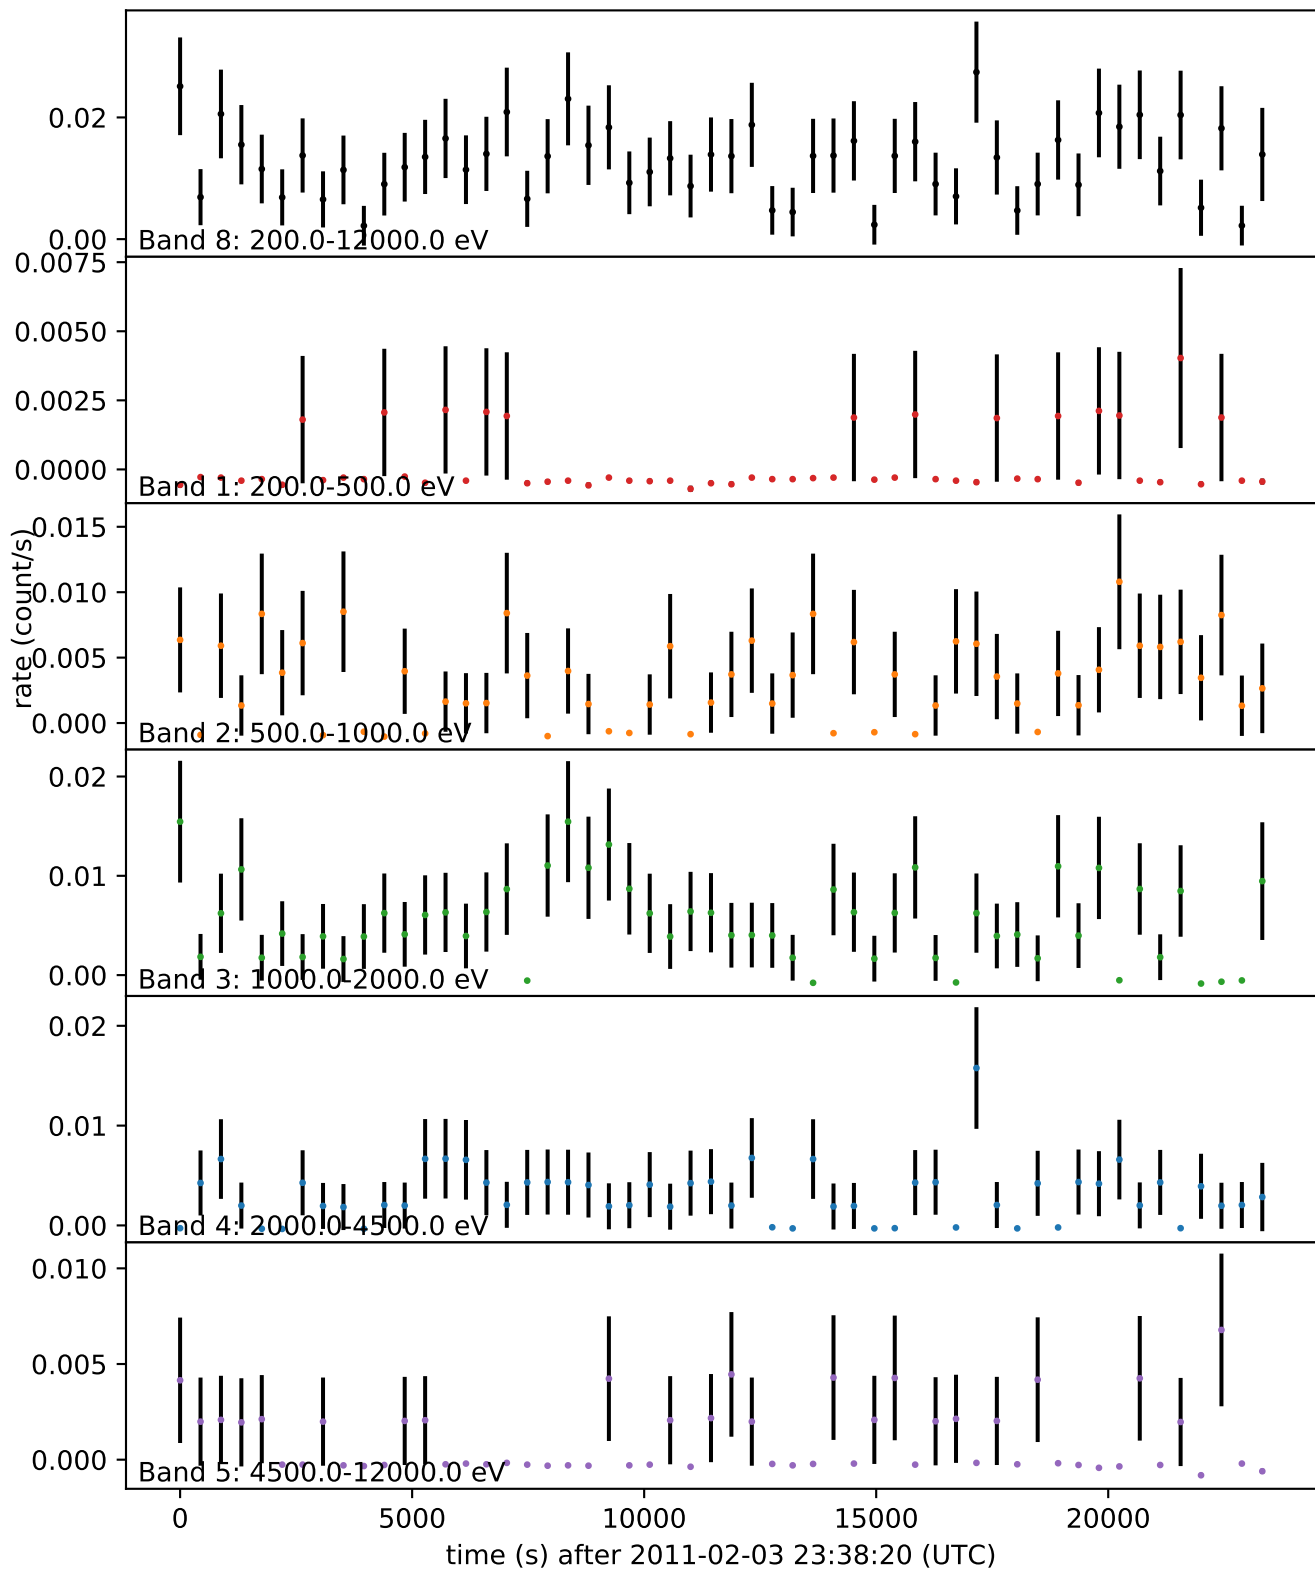 0.02
0.00
Band 8: 200.0-12000.0 eV
0.0075
0.0050
0.0025
0.0000
Band 1: 200.0-500.0 eV
rate (count/s)
0.015
0.010
0.005
0.000
Band 2: 500.0-1000.0 eV
0.02
0.01
0.00
Band 3: 1000.0-2000.0 eV
0.02
0.01
0.00
Band 4: 2000.0-4500.0 eV
0.010
0.005
0.000
Band 5: 4500.0-12000.0 eV
0 5000 10000 15000 20000
time (s) after 2011-02-03 23:38:20 (UTC)